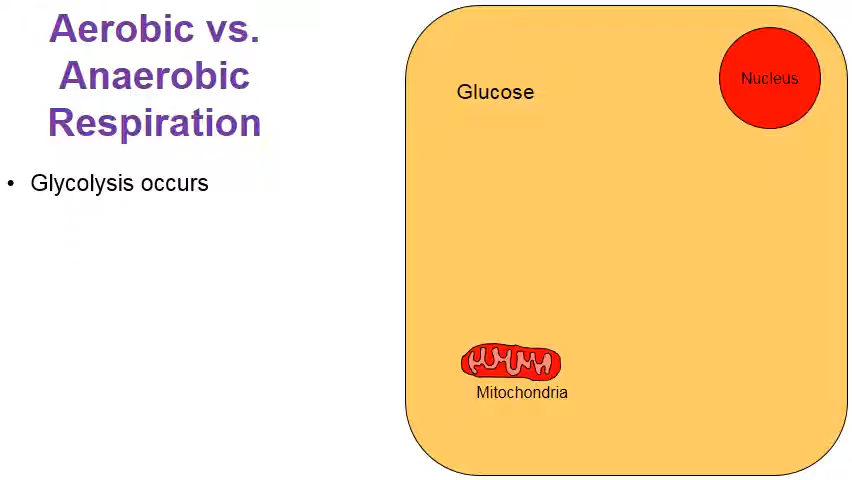 Aerobic vs.
Anaerobic
Respiration
• Glycolysis occurs
Glucose
Nucleus
Mitochondria